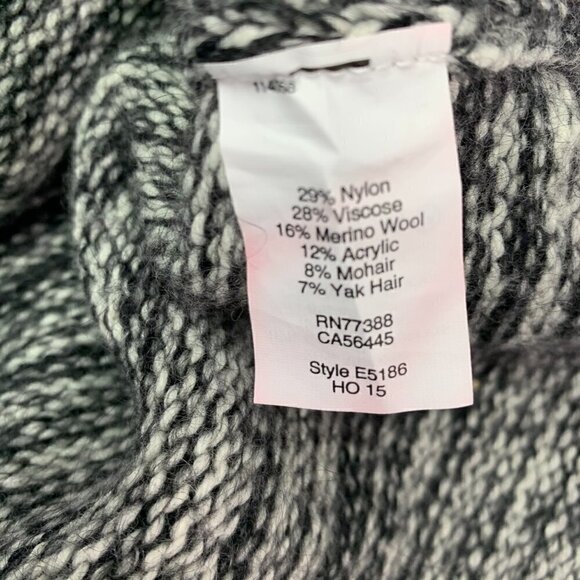 29% Nylon
28% Viscose
16% Merino Wool
12% Acrylic
8% Mohair
7% Yak Hair
RN77388
CA56445
Style E5186
HO 15